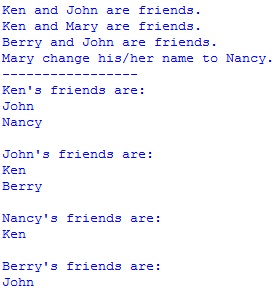 Ken and John are friends.
Ken and Mary are friends.
Berry and John are friends.
Mary change his/her name to Nancy.
-----------------
Ken's friends are:
John
Nancy

John's friends are:
Ken
Berry

Nancy's friends are:
Ken

Berry's friends are:
John